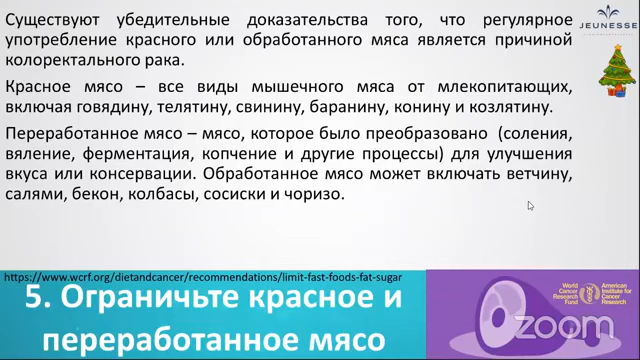 Существуют убедительные доказательства того, что регулярное
употребление красного или обработанного мяса является причиной
колоректального рака.
Красное мясо – все виды мышечного мяса от млекопитающих,
включая говядину, телятину, свинину, баранину, конину и козлятину.
Переработанное мясо – мясо, которое было преобразовано (соления,
вяление, ферментация, копчение и другие процессы) для улучшения
вкуса или консервации. Обработанное мясо может включать ветчину,
салями, бекон, колбасы, сосиски и чоризо.
JEUNESSE
https://www.wcrf.org/dietandcancer/recommendations/limit-fast-foods-fat-sugar
5. Ограничьте красное и
переработанное мясо
World
Cancer
Research
Fund
American
Institute for
Cancer
Research
zoom